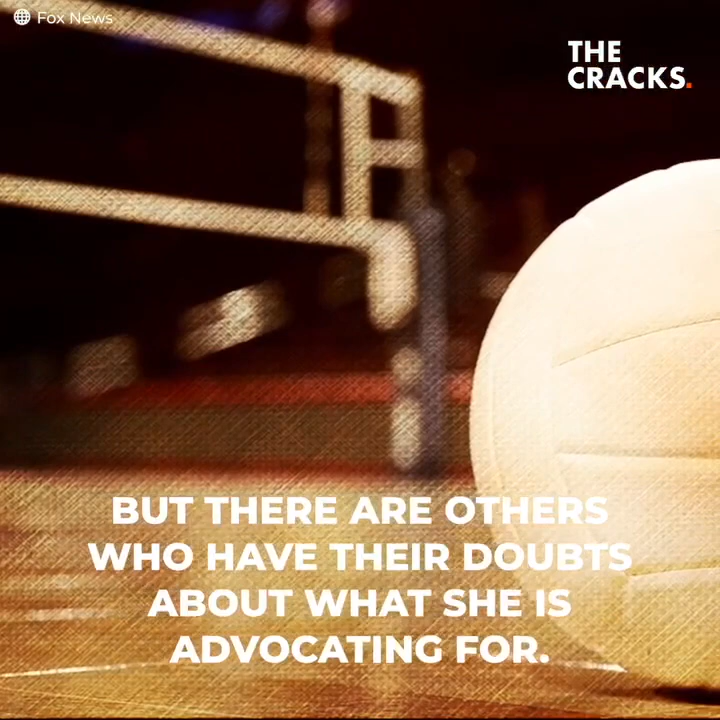 Fox News
THE
CRACKS.
BUT THERE ARE OTHERS
WHO HAVE THEIR DOUBTS
ABOUT WHAT SHE IS
ADVOCATING FOR.